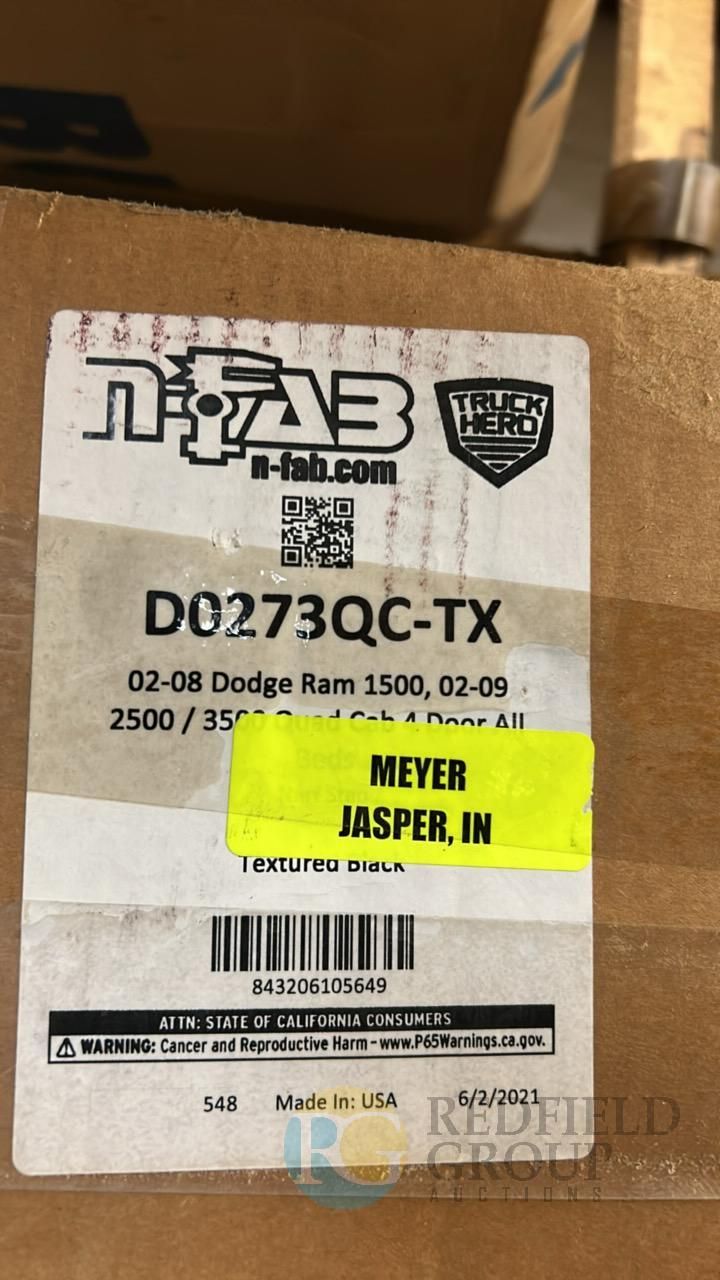 n-FAB
n-fab.com
TRUCK
HERO
D0273QC-TX
02-08 Dodge Ram 1500, 02-09
2500 / 3500 Quad Cab 4 Door All
Beds
MEYER
JASPER, IN
Textured Black
843206105649
ATTN: STATE OF CALIFORNIA CONSUMERS
WARNING: Cancer and Reproductive Harm - www.P65Warnings.ca.gov.
548 Made In: USA 6/2/2021
RG REDFIELD
GROUP
AUCTIONS